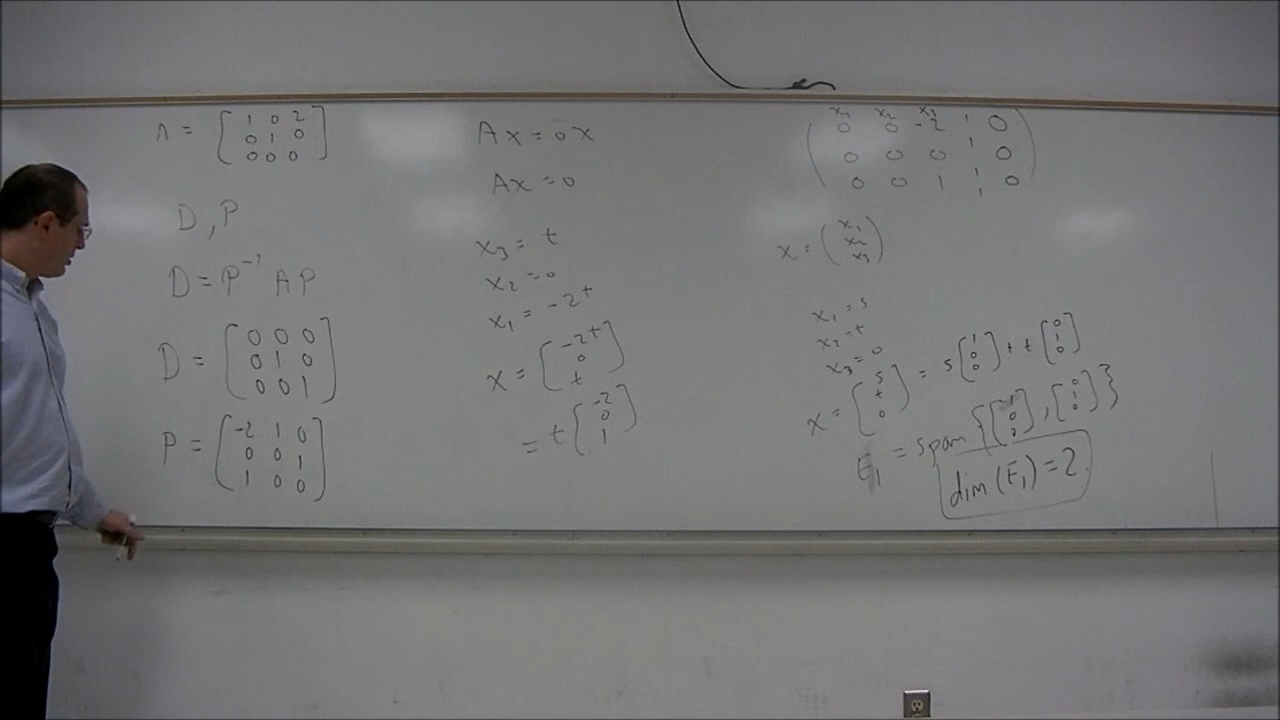 A = [ 1 0 2
0 1 0
0 0 0 ]
D, P
D = P⁻¹ A P
D = [ 0 0 0
0 1 0
0 0 1 ]
P = [ -2 1 0
0 0 1
1 0 0 ]
Ax = 0x
Ax = 0
x₃ = t
x₂ = 0
x₁ = -2t
x = [ -2t
0
t ]
= t [ -2
0
1 ]
x₁ x₂ x₃
( 0 0 -2 | 0
0 0 0 | 0
0 0 1 | 0 )
x = ( x₁
x₂
x₃ )
x₁ = s
x₂ = t
x₃ = 0
x = [ s
t
0 ] = s [ 1
0
0 ] + t [ 0
1
0 ]
E₁ = span { [ 1
0
0 ] , [ 0
1
0 ] }
dim (E₁) = 2